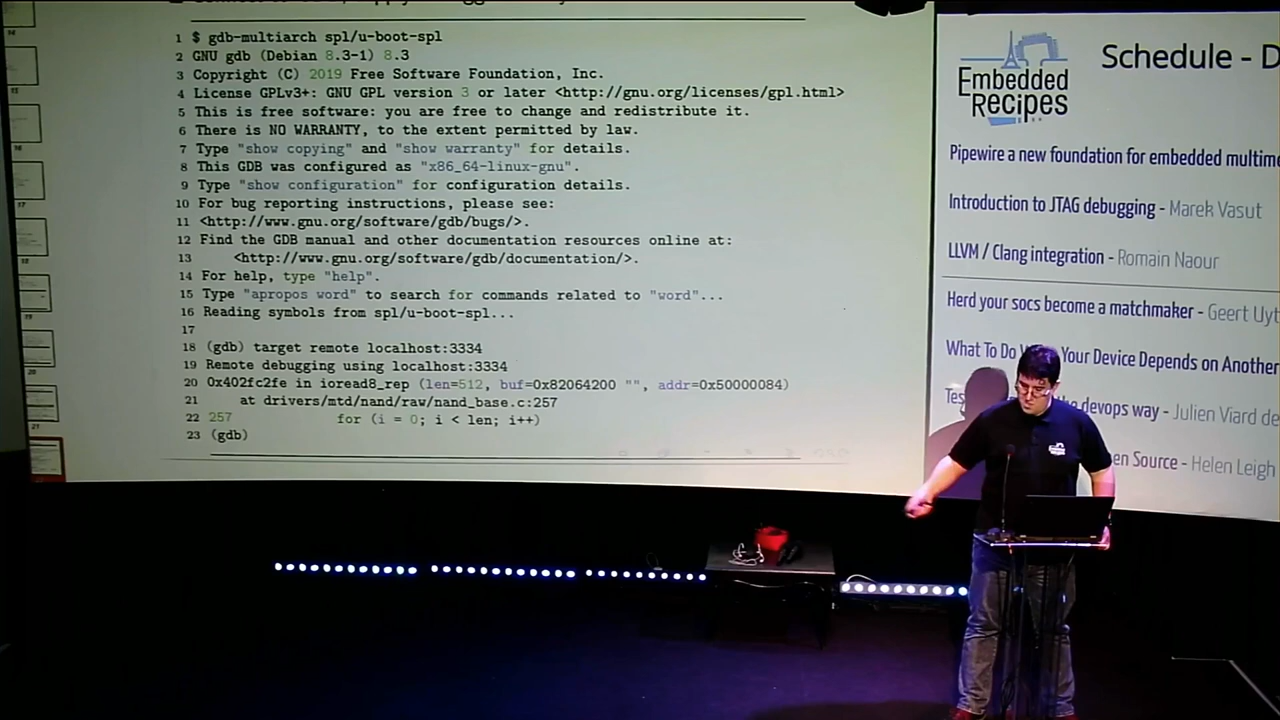 1 $ gdb-multiarch spl/u-boot-spl
2 GNU gdb (Debian 8.3-1) 8.3
3 Copyright (C) 2019 Free Software Foundation, Inc.
4 License GPLv3+: GNU GPL version 3 or later <http://gnu.org/licenses/gpl.html>
5 This is free software: you are free to change and redistribute it.
6 There is NO WARRANTY, to the extent permitted by law.
7 Type "show copying" and "show warranty" for details.
8 This GDB was configured as "x86_64-linux-gnu".
9 Type "show configuration" for configuration details.
10 For bug reporting instructions, please see:
11 <http://www.gnu.org/software/gdb/bugs/>.
12 Find the GDB manual and other documentation resources online at:
13 <http://www.gnu.org/software/gdb/documentation/>.
14 For help, type "help".
15 Type "apropos word" to search for commands related to "word"...
16 Reading symbols from spl/u-boot-spl...
17
18 (gdb) target remote localhost:3334
19 Remote debugging using localhost:3334
20 0x402fc2fe in ioread8_rep (len=512, buf=0x82064200 "", addr=0x50000084)
21 at drivers/mtd/nand/raw/nand_base.c:257
22 257 for (i = 0; i < len; i++)
23 (gdb)
Embedded
Recipes
Schedule - D
Pipewire a new foundation for embedded multime
Introduction to JTAG debugging - Marek Vasut
LLVM / Clang integration - Romain Naour
Herd your socs become a matchmaker - Geert Uyt
What To Do Your Device Depends on Another
Tes devops way - Julien Viard de
en Source - Helen Leigh